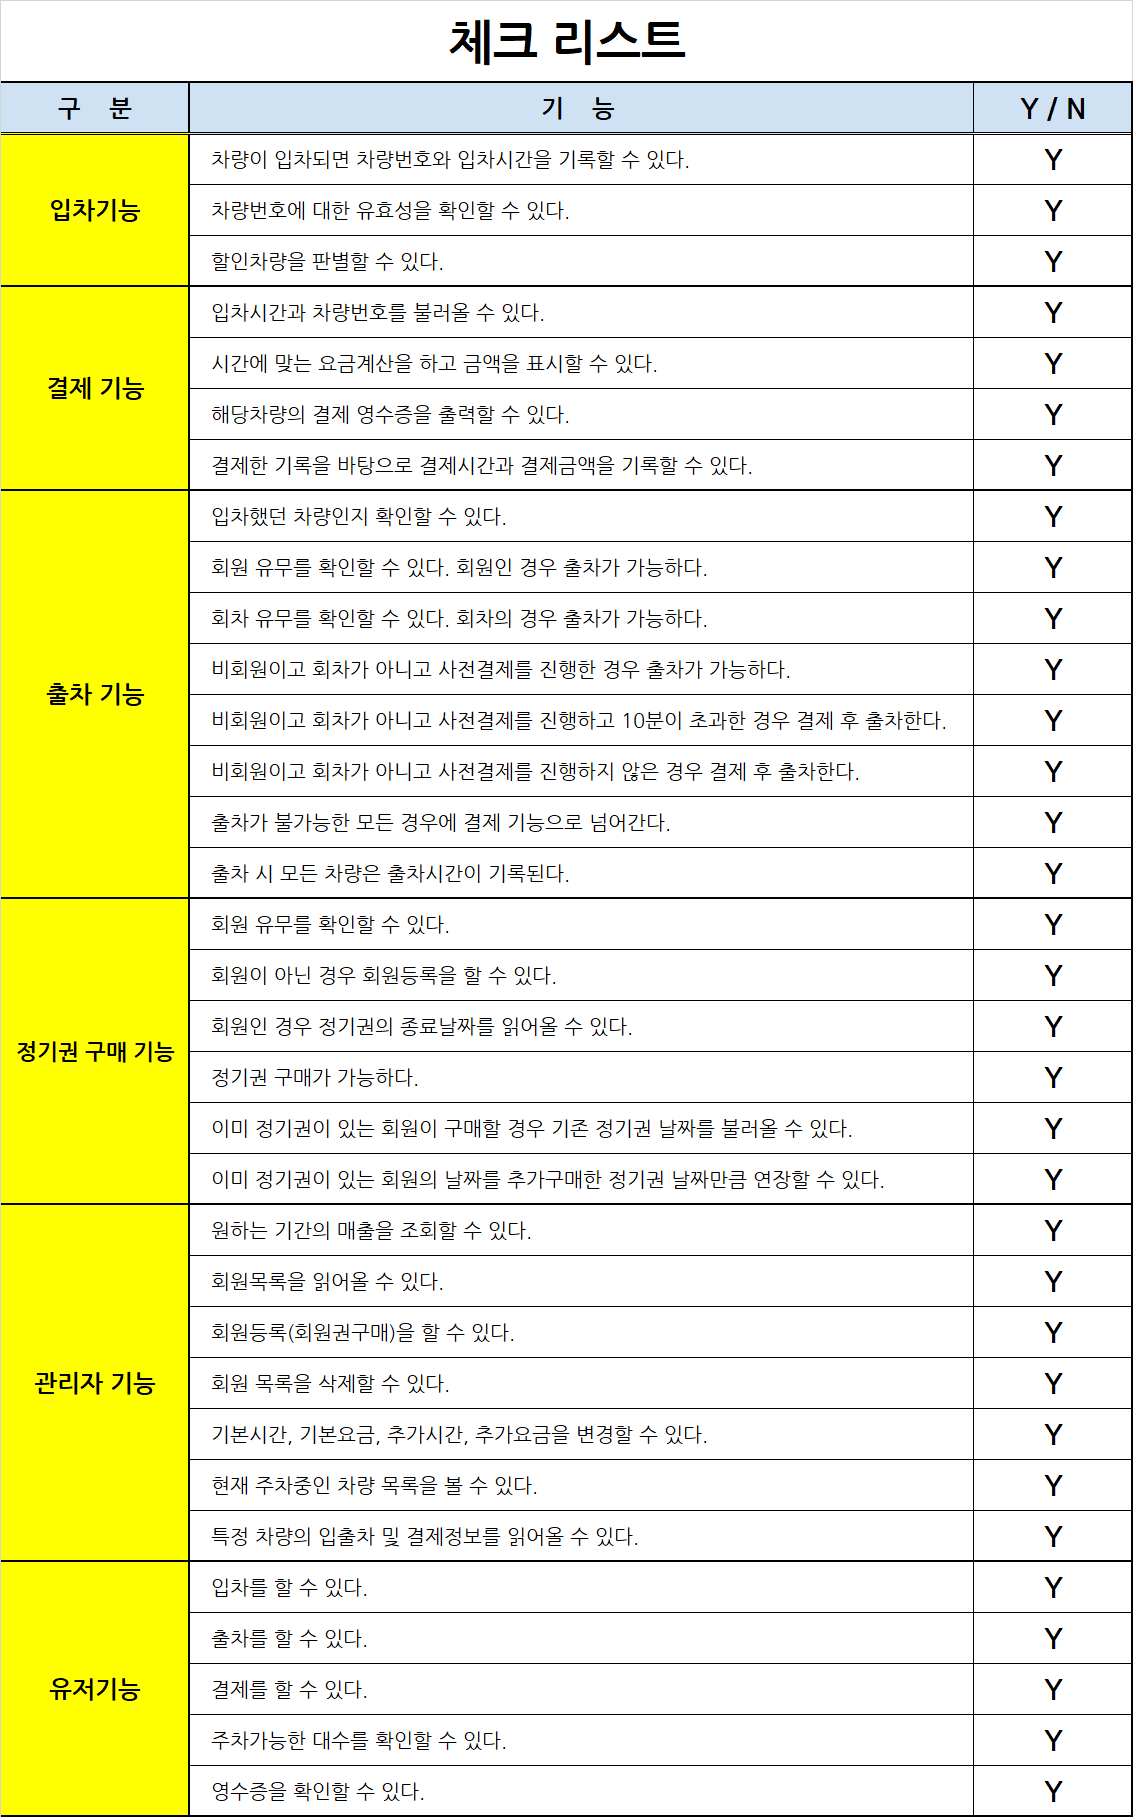 체크 리스트
구 분 기 능 Y / N
입차기능
차량이 입차되면 차량번호와 입차시간을 기록할 수 있다. Y
차량번호에 대한 유효성을 확인할 수 있다. Y
할인차량을 판별할 수 있다. Y
결제 기능
입차시간과 차량번호를 불러올 수 있다. Y
시간에 맞는 요금계산을 하고 금액을 표시할 수 있다. Y
해당차량의 결제 영수증을 출력할 수 있다. Y
결제한 기록을 바탕으로 결제시간과 결제금액을 기록할 수 있다. Y
출차 기능
입차했던 차량인지 확인할 수 있다. Y
회원 유무를 확인할 수 있다. 회원인 경우 출차가 가능하다. Y
회차 유무를 확인할 수 있다. 회차의 경우 출차가 가능하다. Y
비회원이고 회차가 아니고 사전결제를 진행한 경우 출차가 가능하다. Y
비회원이고 회차가 아니고 사전결제를 진행하고 10분이 초과한 경우 결제 후 출차한다. Y
비회원이고 회차가 아니고 사전결제를 진행하지 않은 경우 결제 후 출차한다. Y
출차가 불가능한 모든 경우에 결제 기능으로 넘어간다. Y
출차 시 모든 차량은 출차시간이 기록된다. Y
정기권 구매 기능
회원 유무를 확인할 수 있다. Y
회원이 아닌 경우 회원등록을 할 수 있다. Y
회원인 경우 정기권의 종료날짜를 읽어올 수 있다. Y
정기권 구매가 가능하다. Y
이미 정기권이 있는 회원이 구매할 경우 기존 정기권 날짜를 불러올 수 있다. Y
이미 정기권이 있는 회원의 날짜를 추가구매한 정기권 날짜만큼 연장할 수 있다. Y
관리자 기능
원하는 기간의 매출을 조회할 수 있다. Y
회원목록을 읽어올 수 있다. Y
회원등록(회원권구매)을 할 수 있다. Y
회원 목록을 삭제할 수 있다. Y
기본시간, 기본요금, 추가시간, 추가요금을 변경할 수 있다. Y
현재 주차중인 차량 목록을 볼 수 있다. Y
특정 차량의 입출차 및 결제정보를 읽어올 수 있다. Y
유저기능
입차를 할 수 있다. Y
출차를 할 수 있다. Y
결제를 할 수 있다. Y
주차가능한 대수를 확인할 수 있다. Y
영수증을 확인할 수 있다. Y